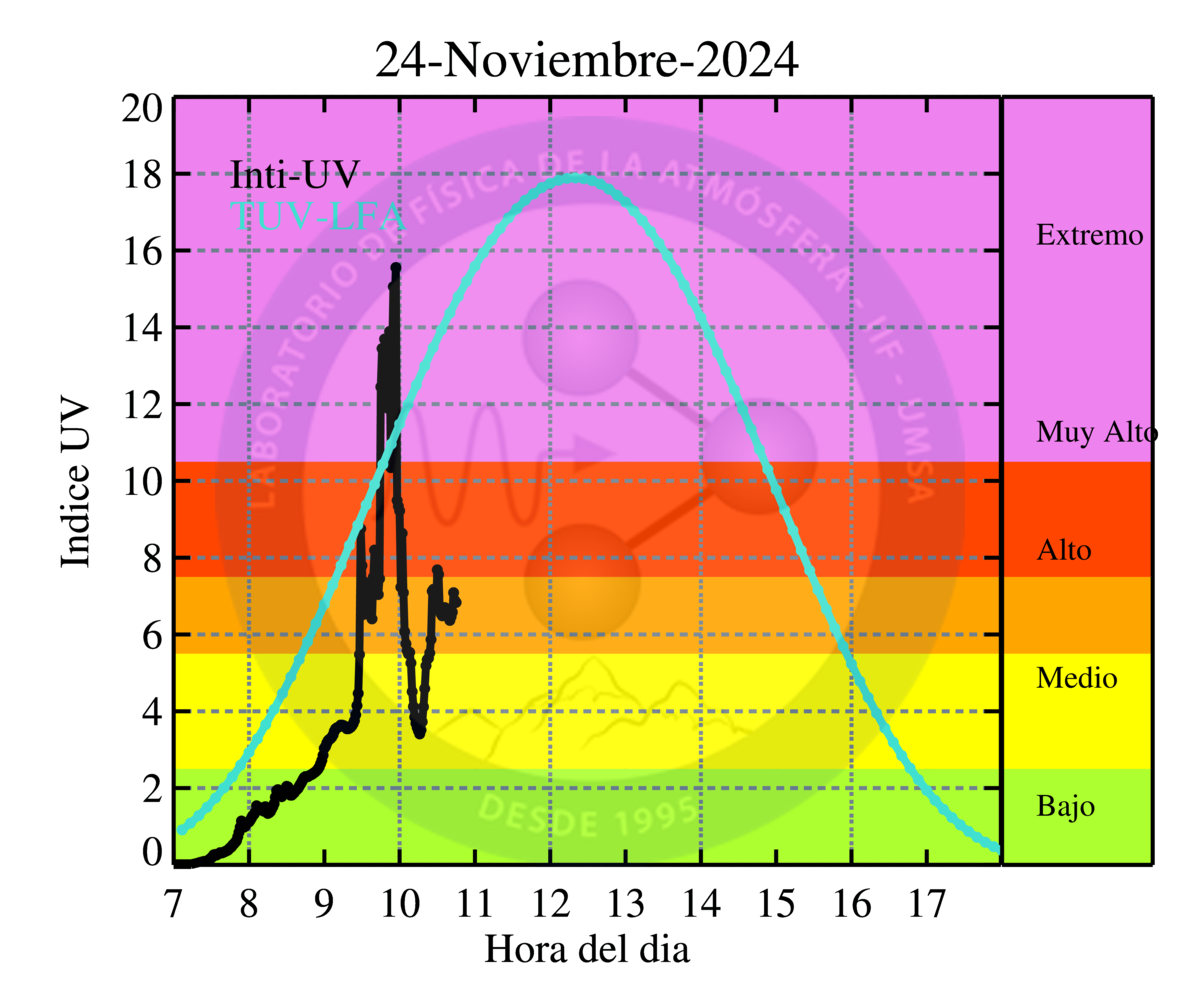 24-Noviembre-2024
20
18
16
14
12
10
8
6
4
2
0
Indice UV
Inti-UV
TUV-LFA
LABORATORIO DE FÍSICA DE LA ATMÓSFERA - IIF - UMSA
DESDE 1995
Extremo
Muy Alto
Alto
Medio
Bajo
7 8 9 10 11 12 13 14 15 16 17
Hora del dia